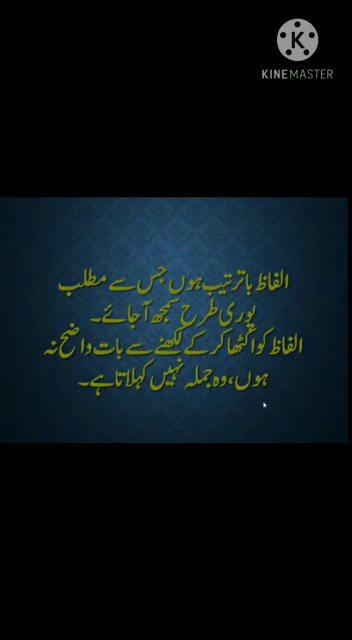 K
KINEMASTER
الفاظ باترتیب ہوں جس سے مطلب
پوری طرح سمجھ آجائے۔
الفاظ کو اکٹھا کر کے لکھنے سے بات واضح نہ
ہوں، وہ جملہ نہیں کہلاتا ہے۔